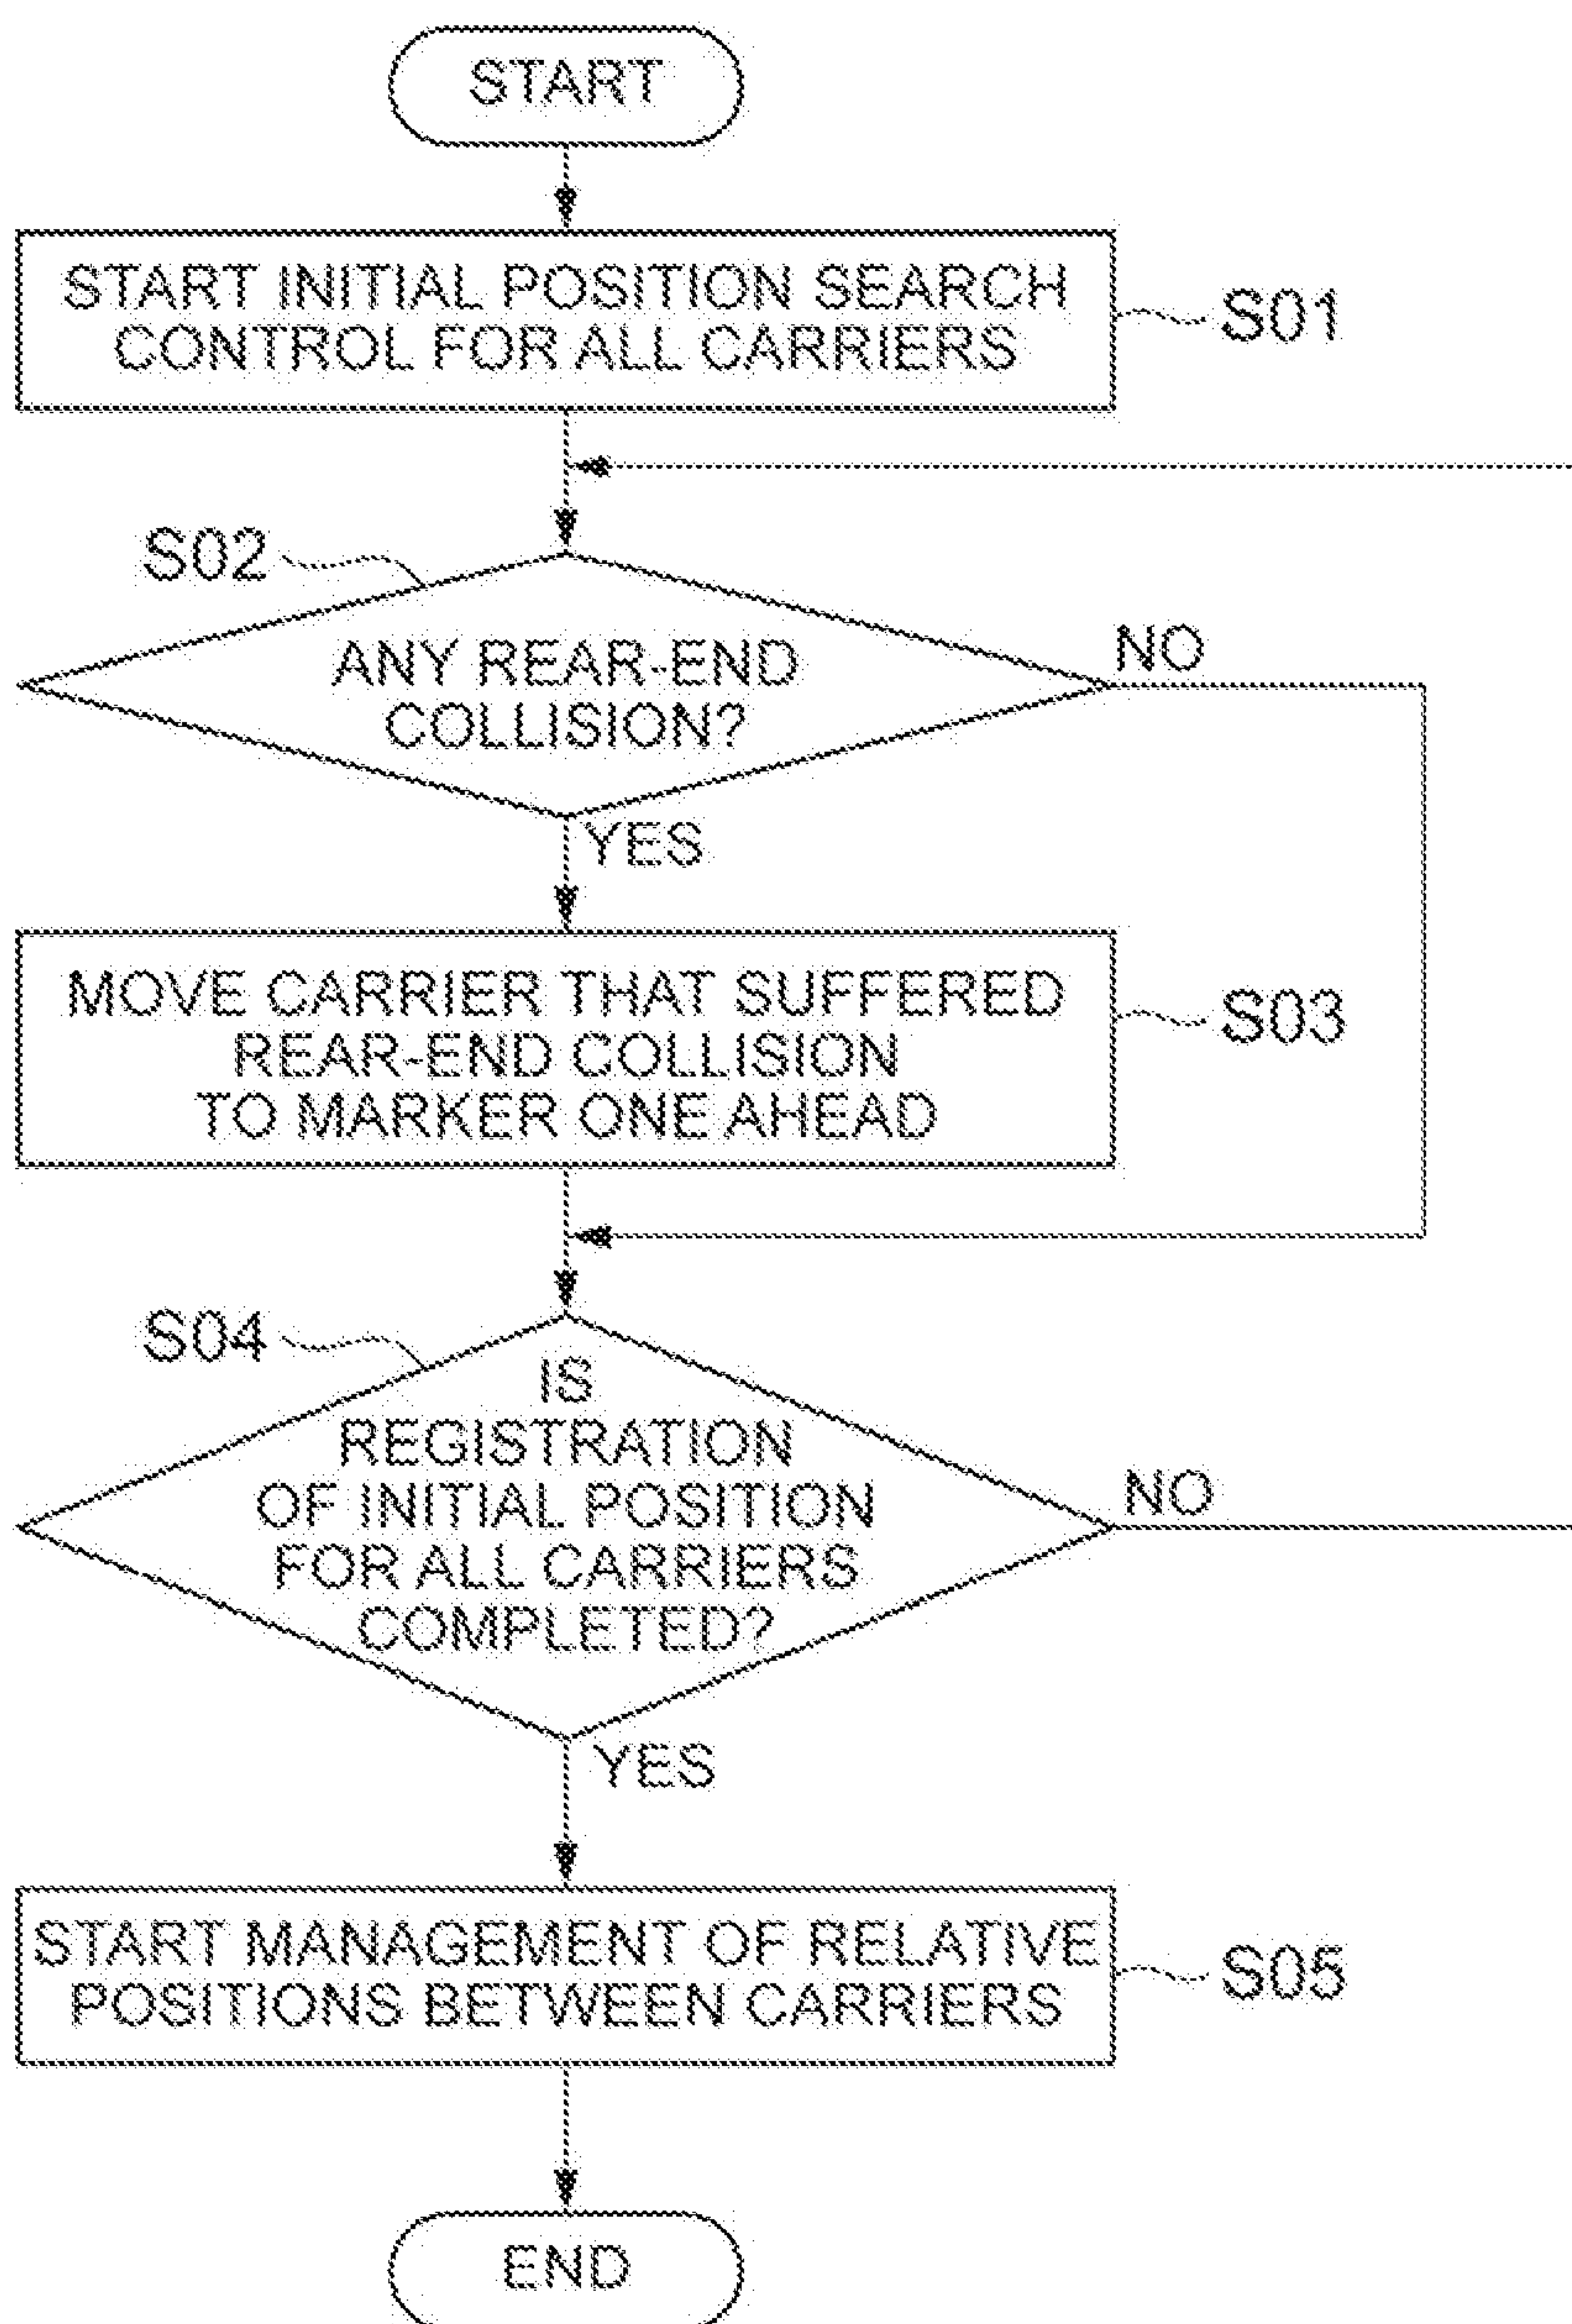 START
START INITIAL POSITION SEARCH
CONTROL FOR ALL CARRIERS
S01
S02
ANY REAR-END
COLLISION?
NO
YES
MOVE CARRIER THAT SUFFERED
REAR-END COLLISION
TO MARKER ONE AHEAD
S03
S04
IS
REGISTRATION
OF INITIAL POSITION
FOR ALL CARRIERS
COMPLETED?
NO
YES
START MANAGEMENT OF RELATIVE
POSITIONS BETWEEN CARRIERS
S05
END